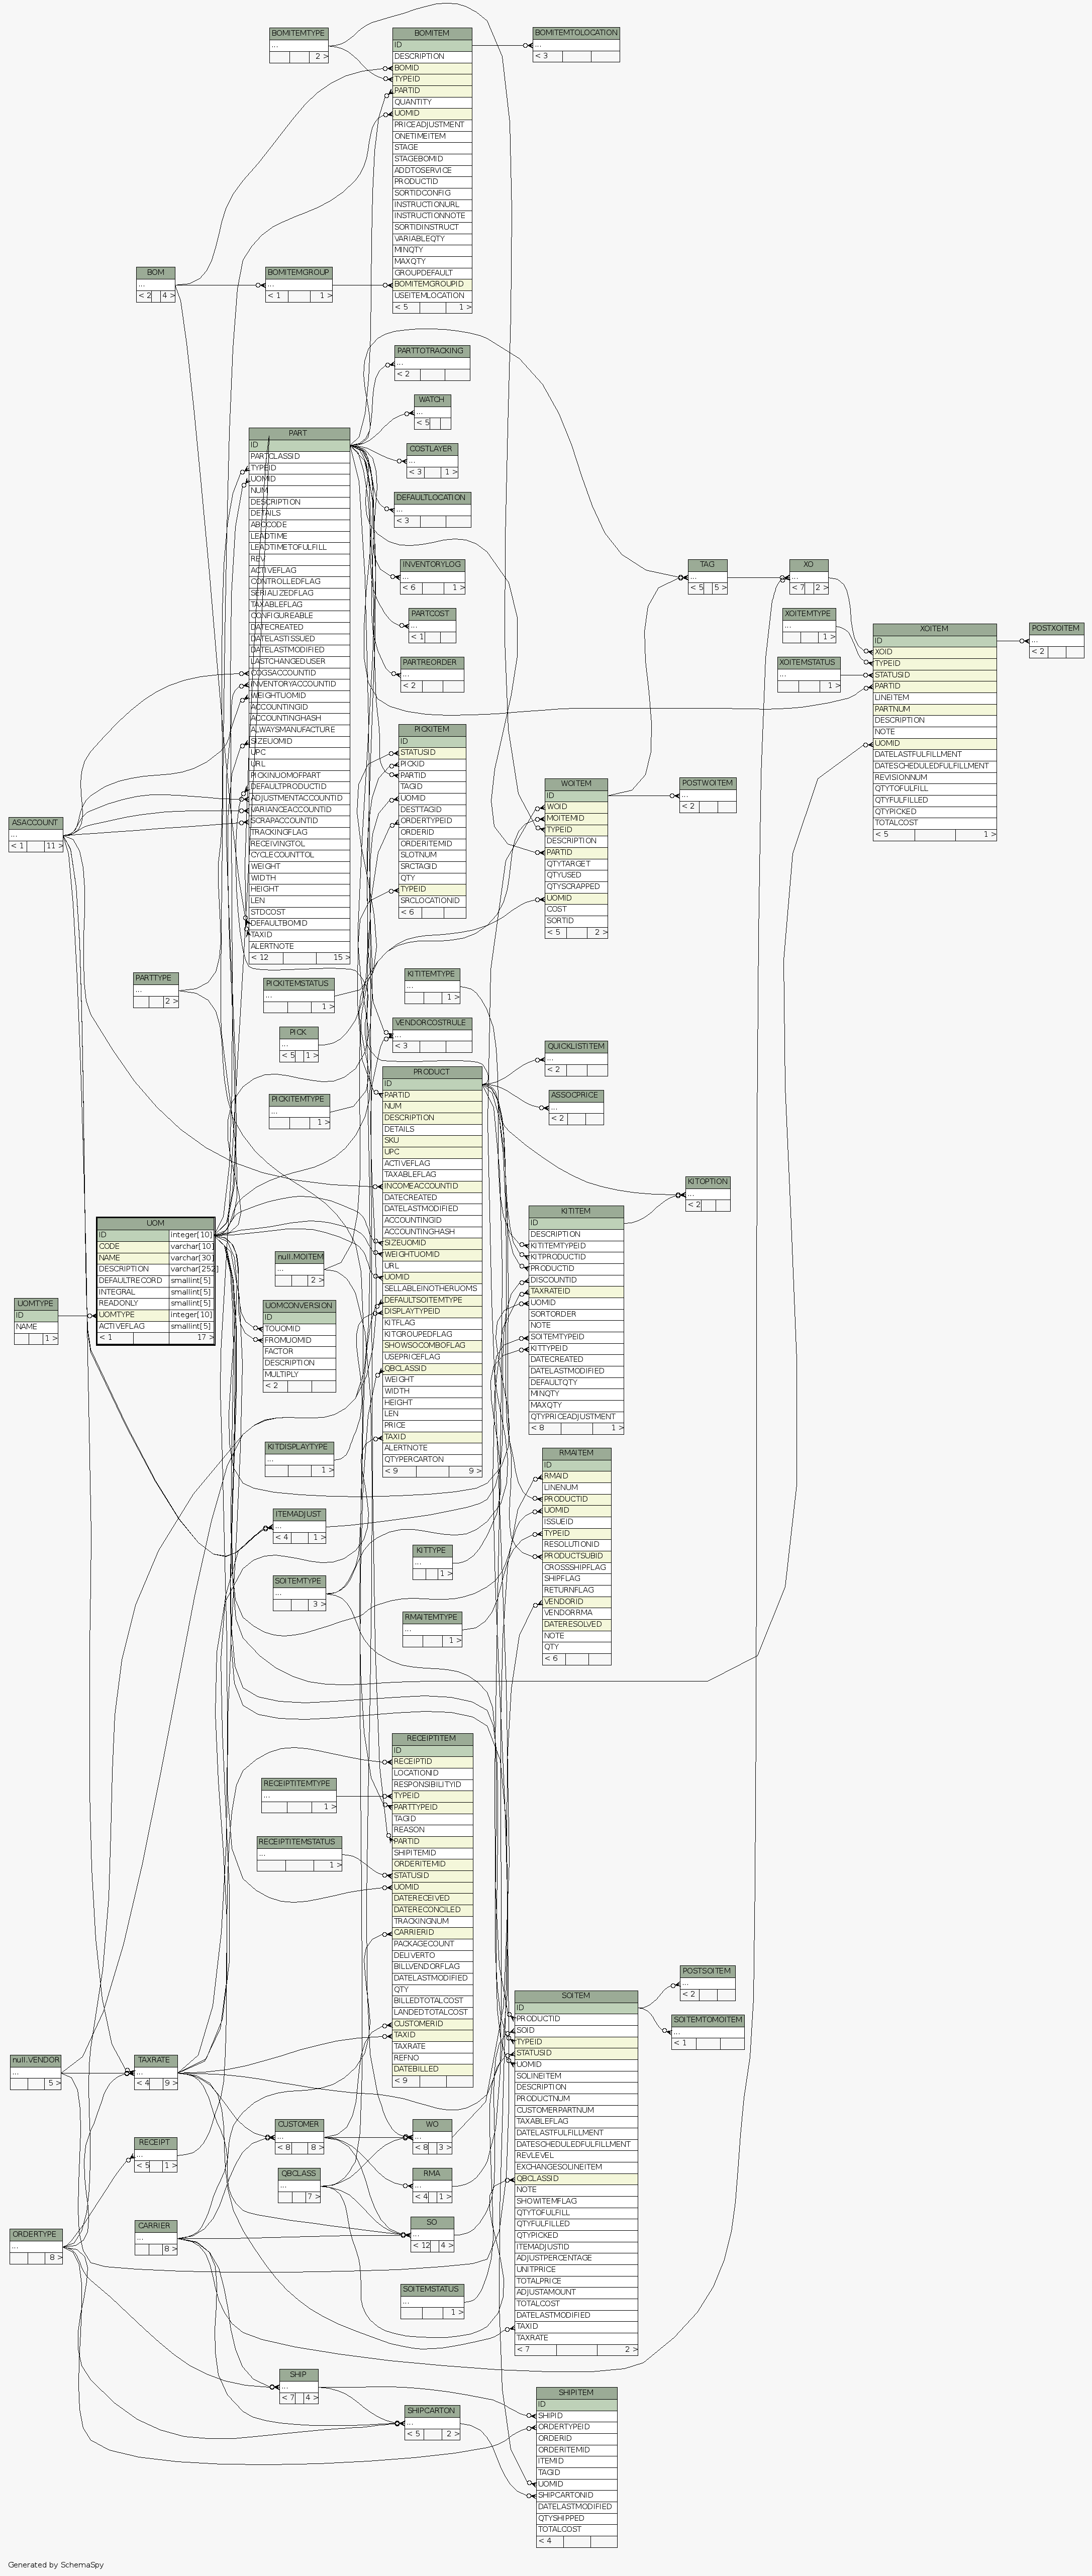 BOMITEMTYPE
...
2 >
BOMITEM
ID
DESCRIPTION
BOMID
TYPEID
PARTID
QUANTITY
UOMID
PRICEADJUSTMENT
ONETIMEITEM
STAGE
STAGEBOMID
ADDTOSERVICE
PRODUCTID
SORTIDCONFIG
INSTRUCTIONURL
INSTRUCTIONNOTE
SORTIDINSTRUCT
VARIABLEQTY
MINQTY
MAXQTY
GROUPDEFAULT
BOMITEMGROUPID
USEITEMLOCATION
< 5 1 >
BOMITEMTOLOCATION
...
< 3
BOM
...
< 2 4 >
BOMITEMGROUP
...
< 1 1 >
PARTTOTRACKING
...
< 2
WATCH
...
< 5
COSTLAYER
...
< 3 1 >
DEFAULTLOCATION
...
< 3
INVENTORYLOG
...
< 6 1 >
PARTCOST
...
< 1
PARTREORDER
...
< 2
PART
ID
PARTCLASSID
TYPEID
UOMID
NUM
DESCRIPTION
DETAILS
ABCCODE
LEADTIME
LEADTIMETOFULFILL
REV
ACTIVEFLAG
CONTROLLEDFLAG
SERIALIZEDFLAG
TAXABLEFLAG
CONFIGUREABLE
DATECREATED
DATELASTISSUED
DATELASTMODIFIED
LASTCHANGEDUSER
COGSACCOUNTID
INVENTORYACCOUNTID
WEIGHTUOMID
ACCOUNTINGID
ACCOUNTINGHASH
ALWAYSMANUFACTURE
SIZEUOMID
UPC
URL
PICKINUOMOFPART
DEFAULTPRODUCTID
ADJUSTMENTACCOUNTID
VARIANCEACCOUNTID
SCRAPACCOUNTID
TRACKINGFLAG
RECEIVINGTOL
CYCLECOUNTTOL
WEIGHT
WIDTH
HEIGHT
LEN
STDCOST
DEFAULTBOMID
TAXID
ALERTNOTE
< 12 15 >
TAG
...
< 5 5 >
XO
...
< 7 2 >
XOITEMTYPE
...
1 >
XOITEMSTATUS
...
1 >
XOITEM
ID
XOID
TYPEID
STATUSID
PARTID
LINEITEM
PARTNUM
DESCRIPTION
NOTE
UOMID
DATELASTFULFILLMENT
DATESCHEDULEDFULFILLMENT
REVISIONNUM
QTYTOFULFILL
QTYFULFILLED
QTYPICKED
TOTALCOST
< 5 1 >
POSTXOITEM
...
< 2
PICKITEM
ID
STATUSID
PICKID
PARTID
TAGID
UOMID
DESTTAGID
ORDERTYPEID
ORDERID
ORDERITEMID
SLOTNUM
SRCTAGID
QTY
TYPEID
SRCLOCATIONID
< 6
WOITEM
ID
WOID
MOITEMID
TYPEID
DESCRIPTION
PARTID
QTYTARGET
QTYUSED
QTYSCRAPPED
UOMID
COST
SORTID
< 5 2 >
POSTWOITEM
...
< 2
ASACCOUNT
...
< 1 11 >
PARTTYPE
...
2 >
PICKITEMSTATUS
...
1 >
KITITEMTYPE
...
1 >
PICK
...
< 5 1 >
VENDORCOSTRULE
...
< 3
PICKITEMTYPE
...
1 >
QUICKLISTITEM
...
< 2
ASSOCPRICE
...
< 2
PRODUCT
ID
PARTID
NUM
DESCRIPTION
DETAILS
SKU
UPC
ACTIVEFLAG
TAXABLEFLAG
INCOMEACCOUNTID
DATECREATED
DATELASTMODIFIED
ACCOUNTINGID
ACCOUNTINGHASH
SIZEUOMID
WEIGHTUOMID
URL
UOMID
SELLABLEINOTHERUOMS
DEFAULTSOITEMTYPE
DISPLAYTYPEID
KITFLAG
KITGROUPEDFLAG
SHOWSOCOMBOFLAG
USEPRICEFLAG
QBCLASSID
WEIGHT
WIDTH
HEIGHT
LEN
PRICE
TAXID
ALERTNOTE
QTYPERCARTON
< 9 9 >
KITOPTION
...
< 2
KITITEM
ID
DESCRIPTION
KITITEMTYPEID
KITPRODUCTID
PRODUCTID
DISCOUNTID
TAXRATEID
UOMID
SORTORDER
NOTE
SOITEMTYPEID
KITTYPEID
DATECREATED
DATELASTMODIFIED
DEFAULTQTY
MINQTY
MAXQTY
QTYPRICEADJUSTMENT
< 8 1 >
UOMTYPE
ID
NAME
1 >
UOM
ID integer[10]
CODE varchar[10]
NAME varchar[30]
DESCRIPTION varchar[252]
DEFAULTRECORD smallint[5]
INTEGRAL smallint[5]
READONLY smallint[5]
UOMTYPE integer[10]
ACTIVEFLAG smallint[5]
< 1 17 >
null.MOITEM
...
2 >
UOMCONVERSION
ID
TOUOMID
FROMUOMID
FACTOR
DESCRIPTION
MULTIPLY
< 2
KITDISPLAYTYPE
...
1 >
ITEMADJUST
...
< 4 1 >
SOITEMTYPE
...
3 >
KITTYPE
...
1 >
RMAITEMTYPE
...
1 >
RMAITEM
ID
RMAID
LINENUM
PRODUCTID
UOMID
ISSUEID
TYPEID
RESOLUTIONID
PRODUCTSUBID
CROSSSHIPFLAG
SHIPFLAG
RETURNFLAG
VENDORID
VENDORRMA
DATERESOLVED
NOTE
QTY
< 6
RECEIPTITEMTYPE
...
1 >
RECEIPTITEMSTATUS
...
1 >
RECEIPTITEM
ID
RECEIPTID
LOCATIONID
RESPONSIBILITYID
TYPEID
PARTTYPEID
TAGID
REASON
PARTID
SHIPITEMID
ORDERITEMID
STATUSID
UOMID
DATERECEIVED
DATERECONCILED
TRACKINGNUM
CARRIERID
PACKAGECOUNT
DELIVERTO
BILLVENDORFLAG
DATELASTMODIFIED
QTY
BILLEDTOTALCOST
LANDEDTOTALCOST
CUSTOMERID
TAXID
TAXRATE
REFNO
DATEBILLED
< 9
SOITEM
ID
PRODUCTID
SOID
TYPEID
STATUSID
UOMID
SOLINEITEM
DESCRIPTION
PRODUCTNUM
CUSTOMERPARTNUM
TAXABLEFLAG
DATELASTFULFILLMENT
DATESCHEDULEDFULFILLMENT
REVLEVEL
EXCHANGESOLINEITEM
QBCLASSID
NOTE
SHOWITEMFLAG
QTYTOFULFILL
QTYFULFILLED
QTYPICKED
ITEMADJUSTID
ADJUSTPERCENTAGE
UNITPRICE
TOTALPRICE
ADJUSTAMOUNT
TOTALCOST
DATELASTMODIFIED
TAXID
TAXRATE
< 7 2 >
POSTSOITEM
...
< 2
SOITEMTOMOITEM
...
< 1
null.VENDOR
...
5 >
TAXRATE
...
< 4 9 >
RECEIPT
...
< 5 1 >
CUSTOMER
...
< 8 8 >
WO
...
< 8 3 >
QBCLASS
...
7 >
RMA
...
< 4 1 >
ORDERTYPE
...
8 >
CARRIER
...
8 >
SO
...
< 12 4 >
SOITEMSTATUS
...
1 >
SHIP
...
< 7 4 >
SHIPCARTON
...
< 5 2 >
SHIPITEM
ID
SHIPID
ORDERTYPEID
ORDERID
ORDERITEMID
ITEMID
TAGID
UOMID
SHIPCARTONID
DATELASTMODIFIED
QTYSHIPPED
TOTALCOST
< 4
Generated by SchemaSpy